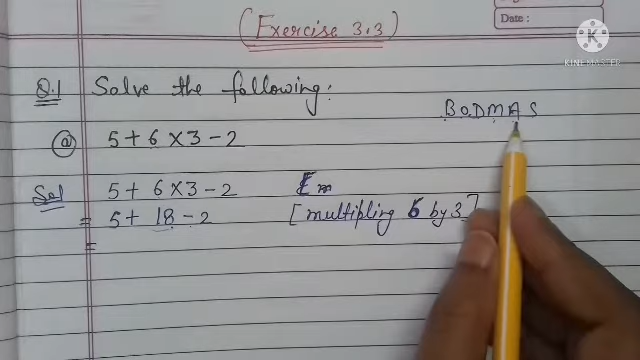 Date :
(Exercise 3.3)
KINEMASTER
Q.1 Solve the following:
BODMAS
(a) 5 + 6 × 3 - 2
Sol 5 + 6 × 3 - 2
= 5 + 18 - 2 [multipling 6 by 3]
=